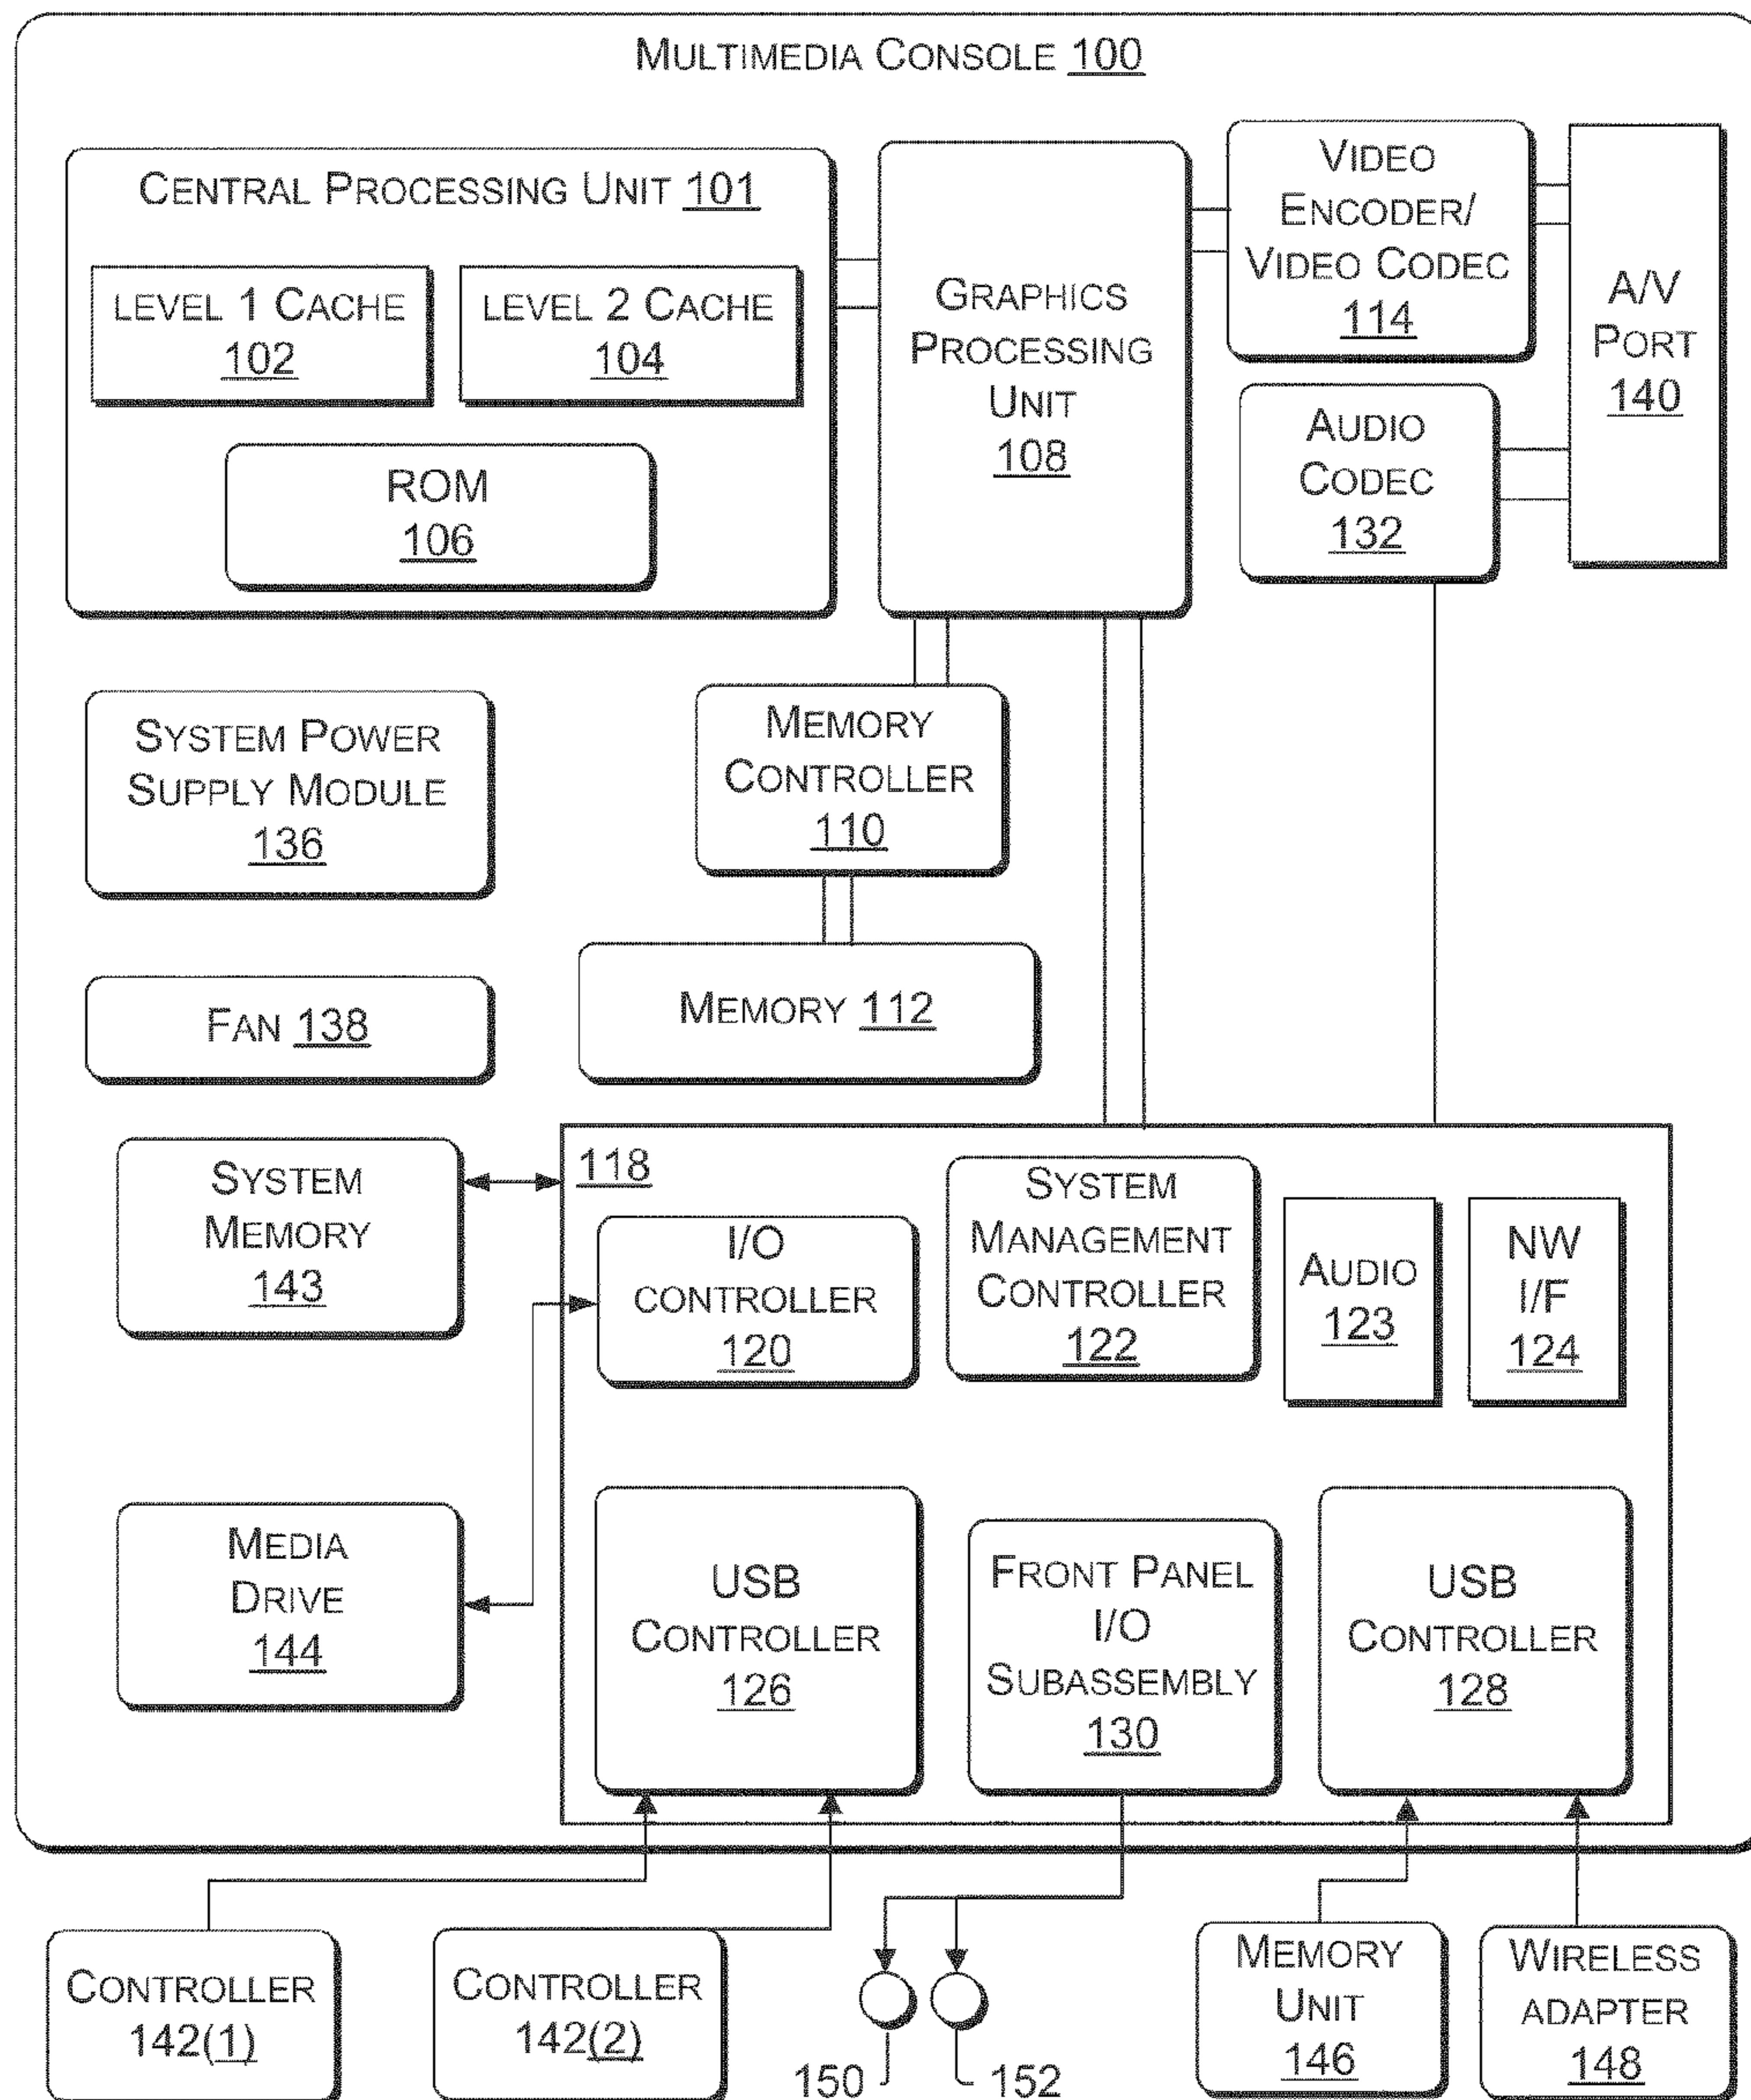 MULTIMEDIA CONSOLE 100
CENTRAL PROCESSING UNIT 101
LEVEL 1 CACHE
102
LEVEL 2 CACHE
104
ROM
106
GRAPHICS
PROCESSING
UNIT
108
VIDEO
ENCODER/
VIDEO CODEC
114
A/V
PORT
140
AUDIO
CODEC
132
SYSTEM POWER
SUPPLY MODULE
136
MEMORY
CONTROLLER
110
FAN 138
MEMORY 112
SYSTEM
MEMORY
143
118
I/O
CONTROLLER
120
SYSTEM
MANAGEMENT
CONTROLLER
122
AUDIO
123
NW
I/F
124
MEDIA
DRIVE
144
USB
CONTROLLER
126
FRONT PANEL
I/O
SUBASSEMBLY
130
USB
CONTROLLER
128
CONTROLLER
142(1)
CONTROLLER
142(2)
150
152
MEMORY
UNIT
146
WIRELESS
ADAPTER
148